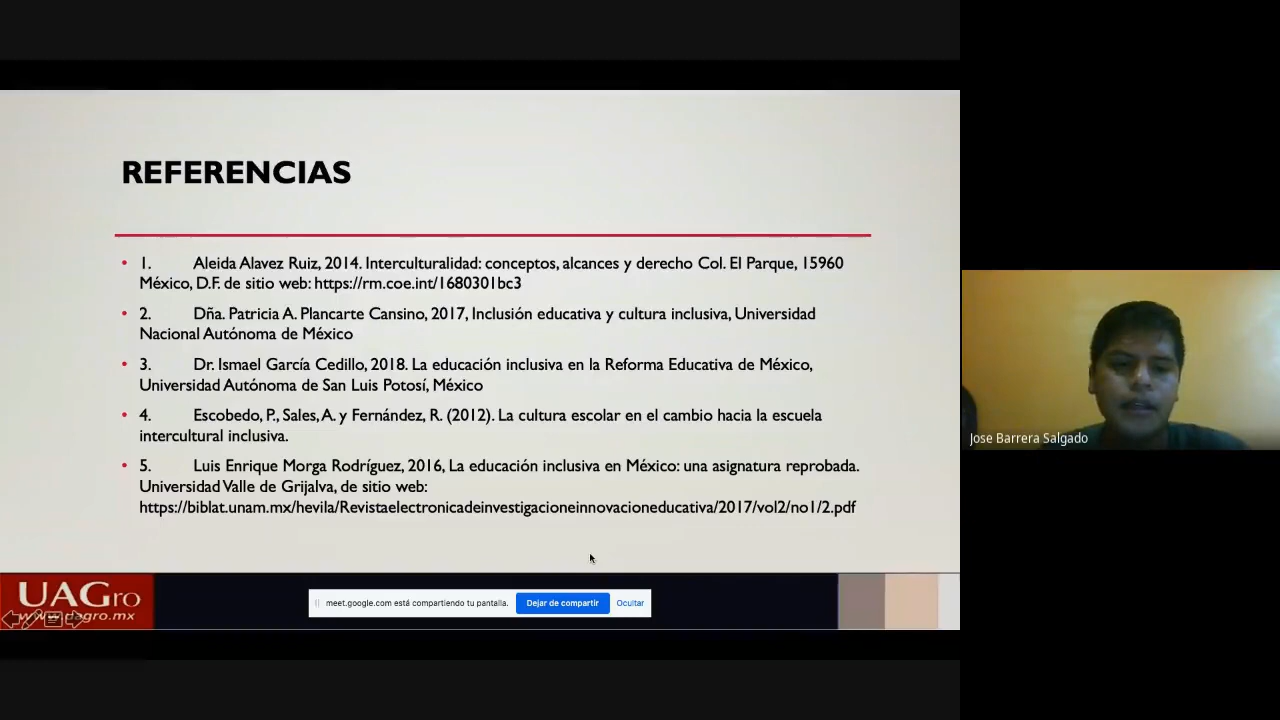 REFERENCIAS
• 1. Aleida Alavez Ruiz, 2014. Interculturalidad: conceptos, alcances y derecho Col. El Parque, 15960
México, D.F. de sitio web: https://rm.coe.int/1680301bc3
• 2. Dña. Patricia A. Plancarte Cansino, 2017, Inclusión educativa y cultura inclusiva, Universidad
Nacional Autónoma de México
• 3. Dr. Ismael García Cedillo, 2018. La educación inclusiva en la Reforma Educativa de México,
Universidad Autónoma de San Luis Potosí, México
• 4. Escobedo, P., Sales, A. y Fernández, R. (2012). La cultura escolar en el cambio hacia la escuela
intercultural inclusiva.
• 5. Luis Enrique Morga Rodríguez, 2016, La educación inclusiva en México: una asignatura reprobada.
Universidad Valle de Grijalva, de sitio web:
https://biblat.unam.mx/hevila/Revistaelectronicadeinvestigacioneinnovacioneducativa/2017/vol2/no1/2.pdf
Jose Barrera Salgado
UAGro
www.uagro.mx
meet.google.com está compartiendo tu pantalla.
Dejar de compartir
Ocultar